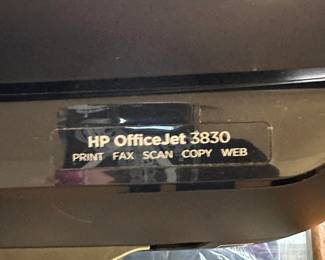 HP OfficeJet 3830
PRINT FAX SCAN COPY WEB